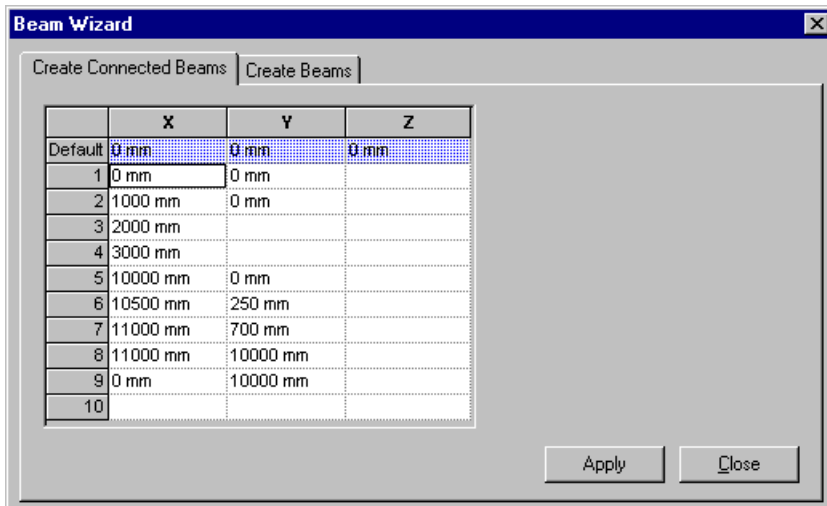 Beam Wizard
Create Connected Beams Create Beams
X Y Z
Default 0 mm 0 mm 0 mm
1 0 mm 0 mm
2 1000 mm 0 mm
3 2000 mm
4 3000 mm
5 10000 mm 0 mm
6 10500 mm 250 mm
7 11000 mm 700 mm
8 11000 mm 10000 mm
9 0 mm 10000 mm
10
Apply Close